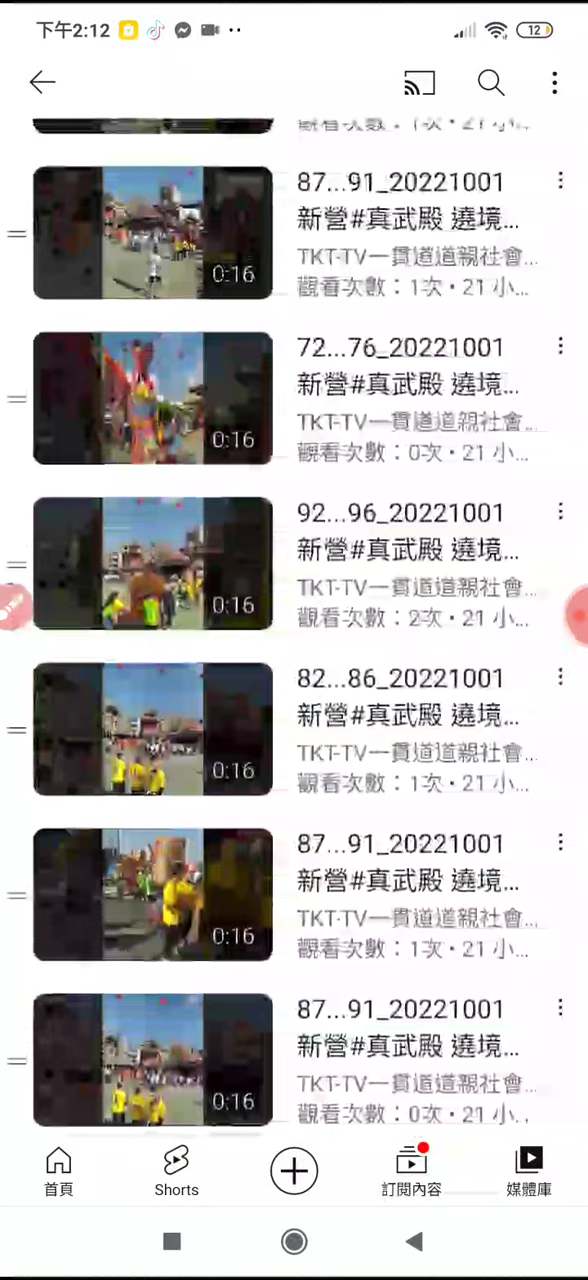 下午2:12
12
87...91_20221001
新營#真武殿 遶境...
TKT-TV一貫道道親社會...
0:16
觀看次數：1次・21 小...
72...76_20221001
新營#真武殿 遶境...
TKT-TV一貫道道親社會...
0:16
觀看次數：0次・21 小...
92...96_20221001
新營#真武殿 遶境...
TKT-TV一貫道道親社會...
0:16
觀看次數：2次・21 小...
82...86_20221001
新營#真武殿 遶境...
TKT-TV一貫道道親社會...
0:16
觀看次數：1次・21 小...
87...91_20221001
新營#真武殿 遶境...
TKT-TV一貫道道親社會...
0:16
觀看次數：1次・21 小...
87...91_20221001
新營#真武殿 遶境...
TKT-TV一貫道道親社會...
0:16
觀看次數：0次・21 小...
首頁
Shorts
訂閱內容
媒體庫